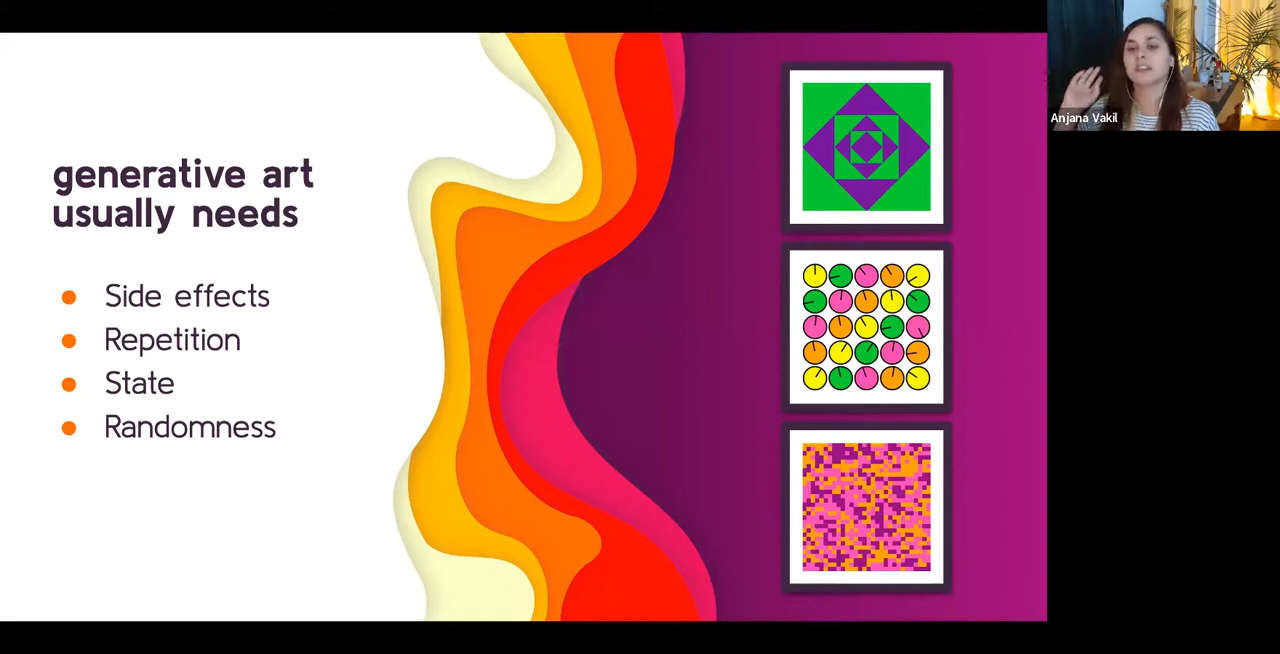 generative art
usually needs
Side effects
Repetition
State
Randomness
Anjana Vakil